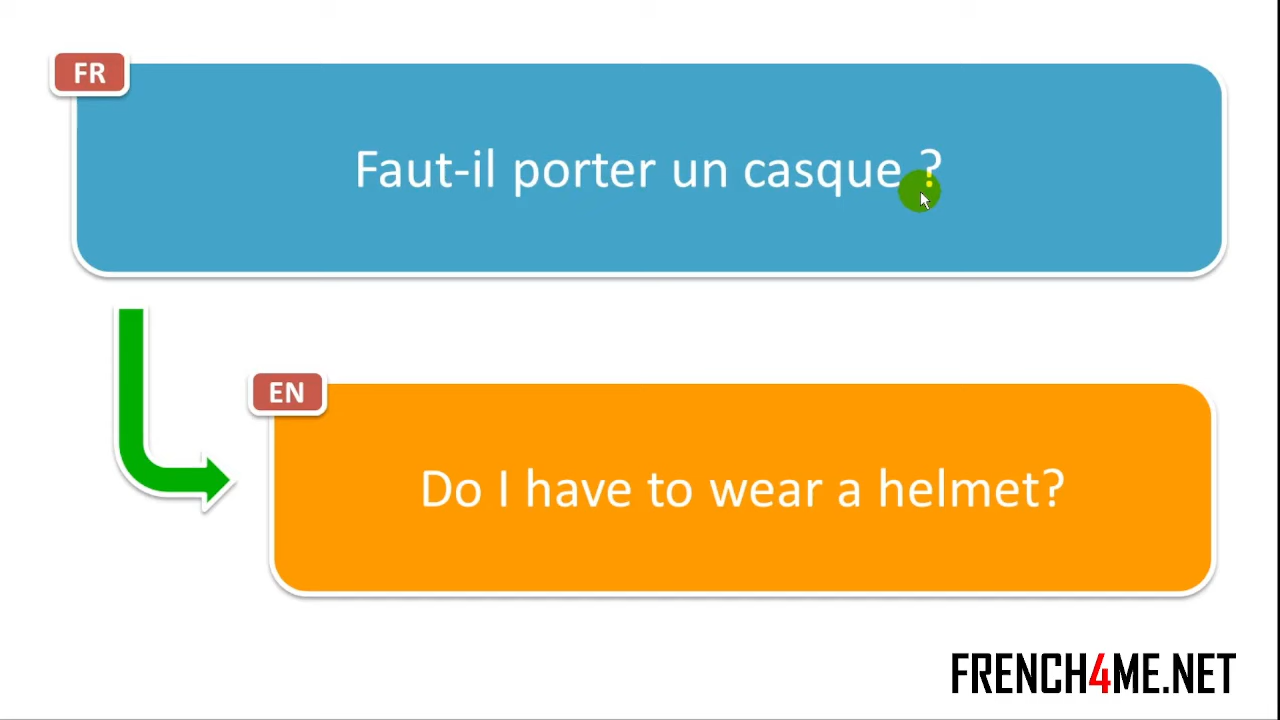 FR
Faut-il porter un casque ?
EN
Do I have to wear a helmet?
FRENCH4ME.NET